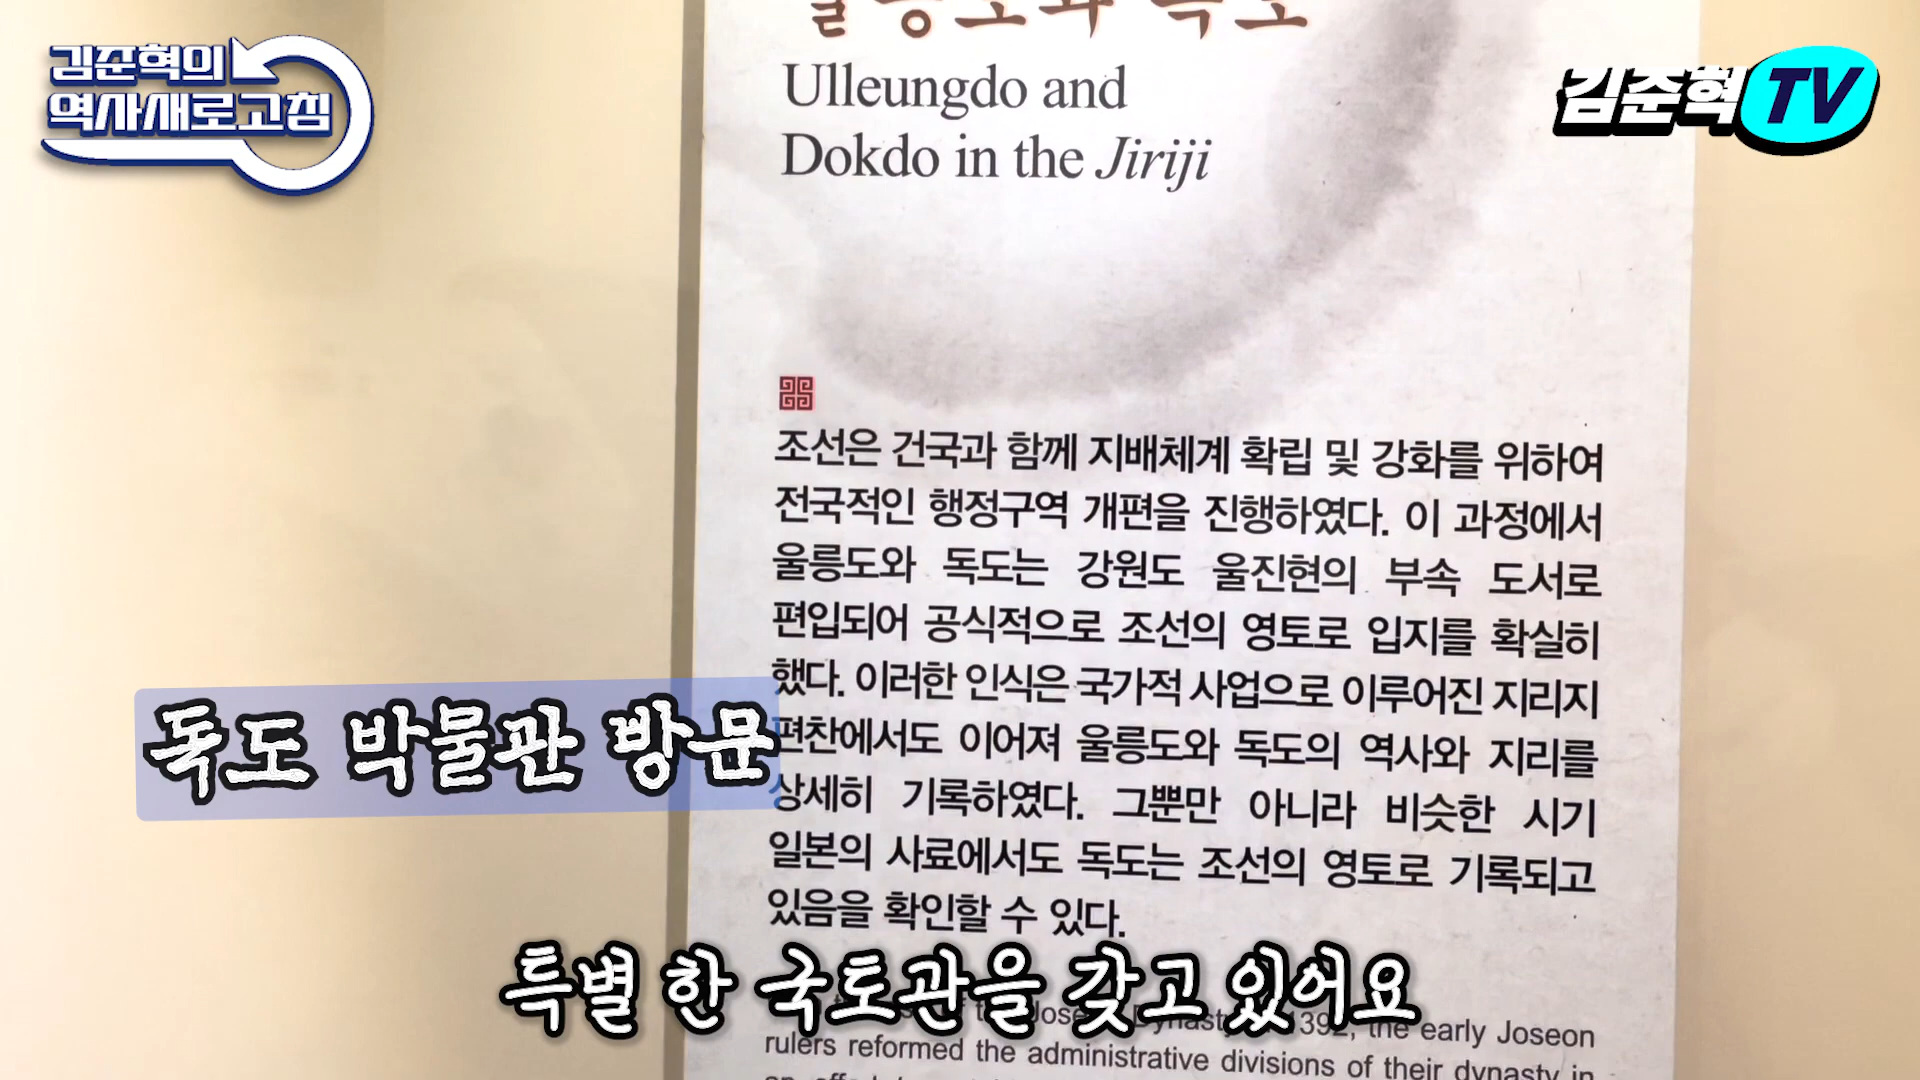 김준혁의
역사새로고침
김준혁TV
울릉도와 독도
Ulleungdo and
Dokdo in the Jiriji
조선은 건국과 함께 지배체계 확립 및 강화를 위하여
전국적인 행정구역 개편을 진행하였다. 이 과정에서
울릉도와 독도는 강원도 울진현의 부속 도서로
편입되어 공식적으로 조선의 영토로 입지를 확실히
했다. 이러한 인식은 국가적 사업으로 이루어진 지리지
편찬에서도 이어져 울릉도와 독도의 역사와 지리를
상세히 기록하였다. 그뿐만 아니라 비슷한 시기
일본의 사료에서도 독도는 조선의 영토로 기록되고
있음을 확인할 수 있다.
독도 박물관 방문
특별 한 국토관을 갖고 있어요
Dynasty 1392, the early Joseon
rulers reformed the administrative divisions of their dynasty in